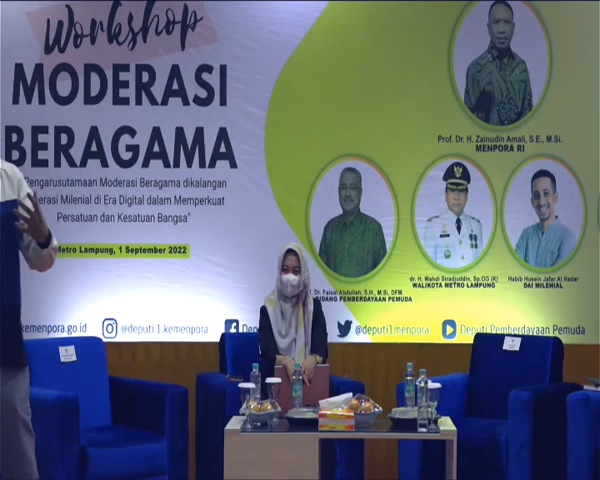 Workshop
MODERASI
BERAGAMA
Pengarusutamaan Moderasi Beragama dikalangan
erasi Milenial di Era Digital dalam Memperkuat
Persatuan dan Kesatuan Bangsa"
Metro Lampung, 1 September 2022
kemenpora.go.id
@deputi1.kemenpora
Deputi
@deputi1menpora
Deputi Pemberdayaan Pemuda
Prof. Dr. H. Zainudin Amali, S.E., M.Si.
MENPORA RI
. Dr. Faisal Abdullah, S.H., M.Si, DFM.
BIDANG PEMBERDAYAAN PEMUDA
dr. H. Wahdi Siradjuddin, Sp.OG (K)
WALIKOTA METRO LAMPUNG
Habib Husein Jafar Al Hadar
DAI MILENIAL